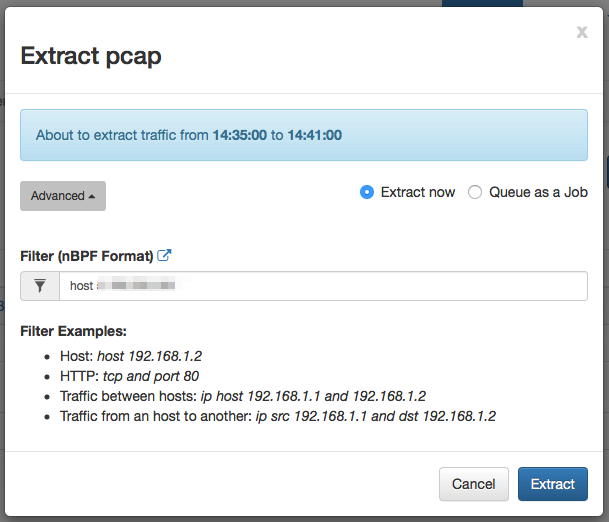 x
Extract pcap
About to extract traffic from 14:35:00 to 14:41:00
Advanced
Extract now
Queue as a Job
Filter (nBPF Format)
host
Filter Examples:
Host: host 192.168.1.2
HTTP: tcp and port 80
Traffic between hosts: ip host 192.168.1.1 and 192.168.1.2
Traffic from an host to another: ip src 192.168.1.1 and dst 192.168.1.2
Cancel
Extract